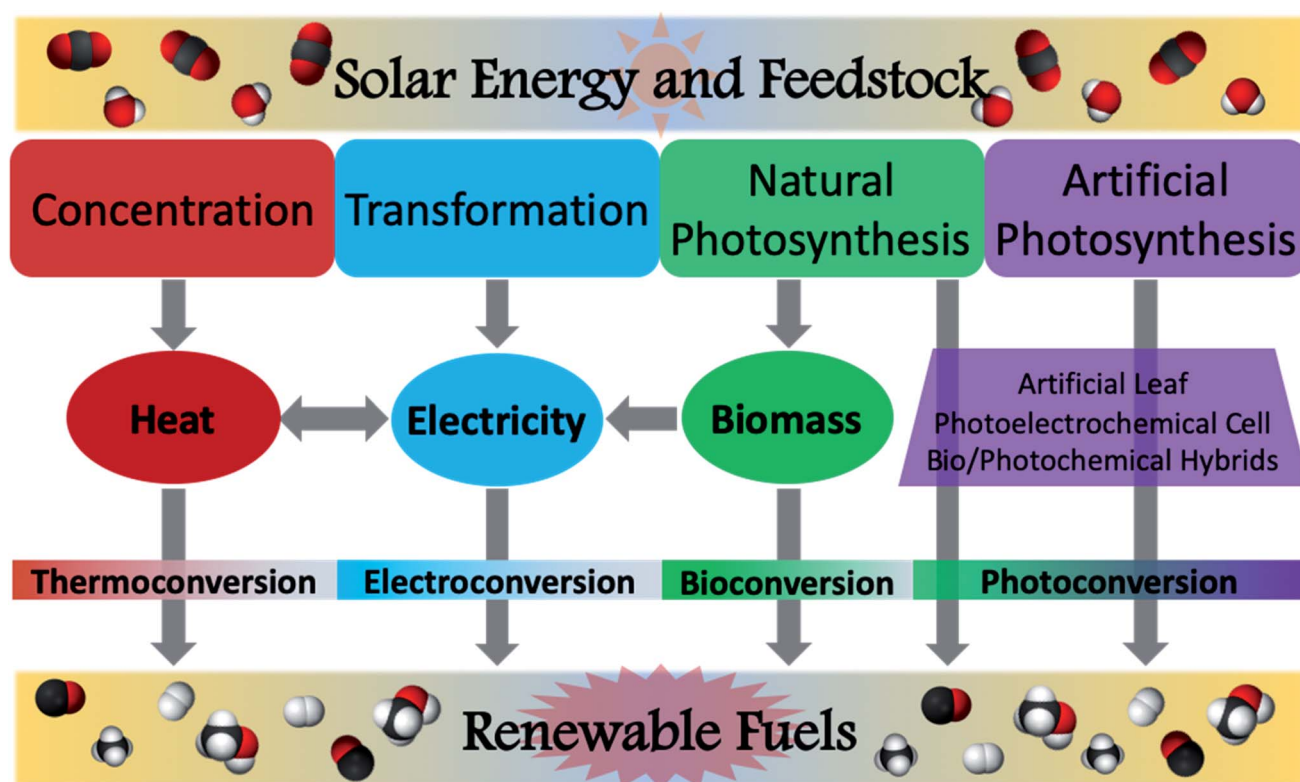 Solar Energy and Feedstock
Concentration
Transformation
Natural
Photosynthesis
Artificial
Photosynthesis
Heat
Electricity
Biomass
Artificial Leaf
Photoelectrochemical Cell
Bio/Photochemical Hybrids
Thermoconversion
Electroconversion
Bioconversion
Photoconversion
Renewable Fuels